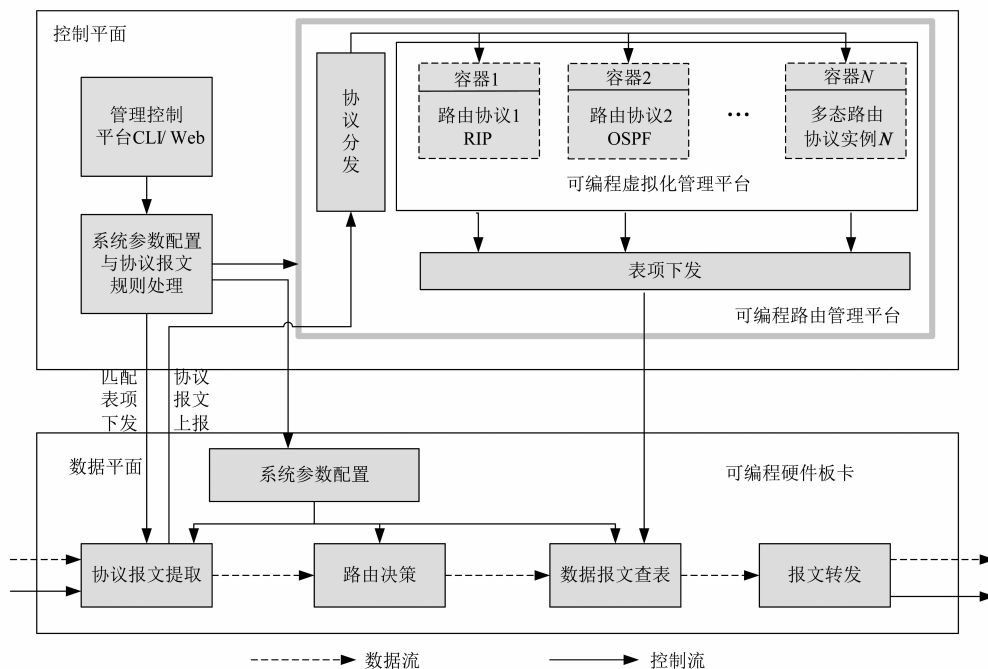 控制平面
管理控制
平台CLI/ Web
系统参数配置
与协议报文
规则处理
协
议
分
发
容器1
路由协议1
RIP
容器2
路由协议2
OSPF
...
容器N
多态路由
协议实例N
可编程虚拟化管理平台
表项下发
可编程路由管理平台
匹配
表项
下发
协议
报文
上报
数据平面
系统参数配置
可编程硬件板卡
协议报文提取
路由决策
数据报文查表
报文转发
数据流
控制流